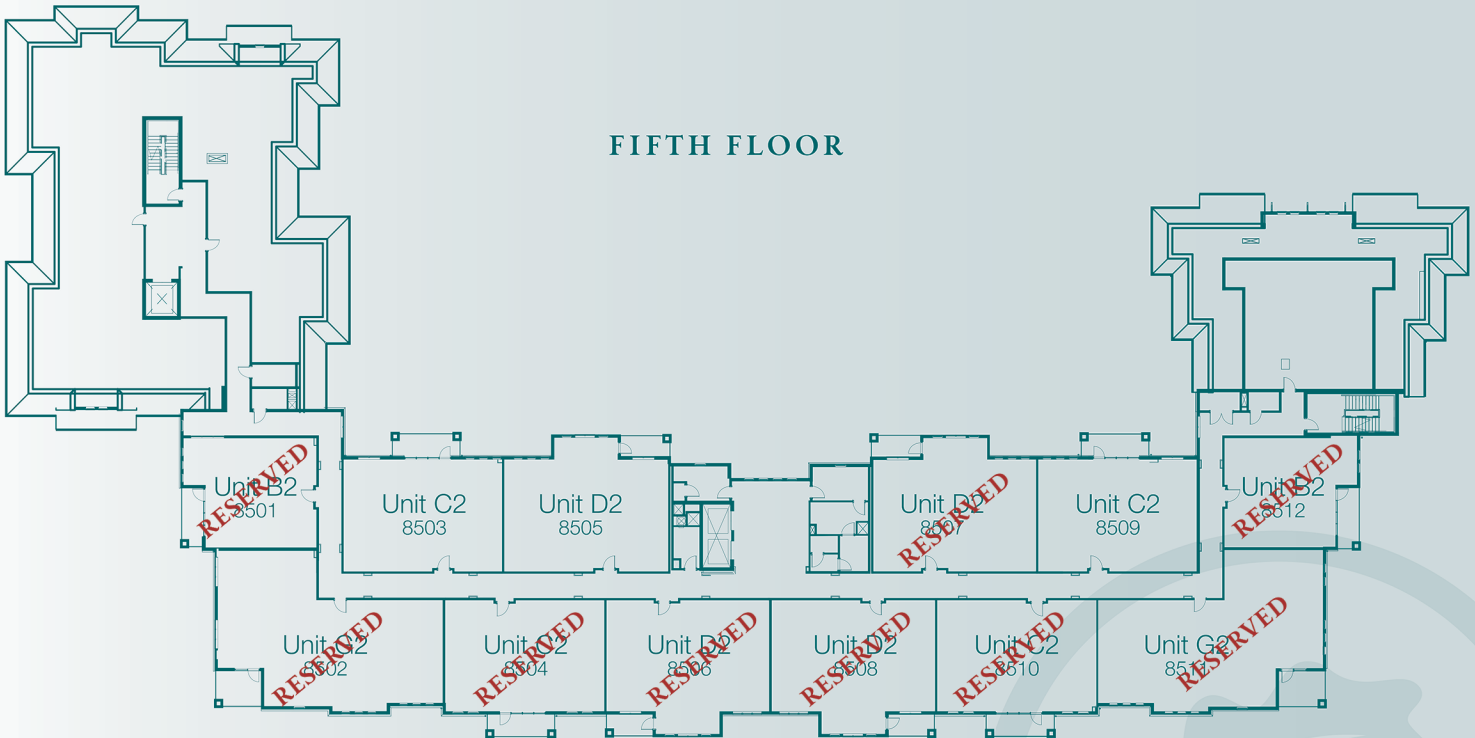 FIFTH FLOOR
Unit B2
8501
RESERVED
Unit C2
8503
Unit D2
8505
Unit D2
8507
RESERVED
Unit C2
8509
Unit B2
8512
RESERVED
Unit G2
8502
RESERVED
Unit C2
8504
RESERVED
Unit D2
8506
RESERVED
Unit D2
8508
RESERVED
Unit C2
8510
RESERVED
Unit G2
RESERVED